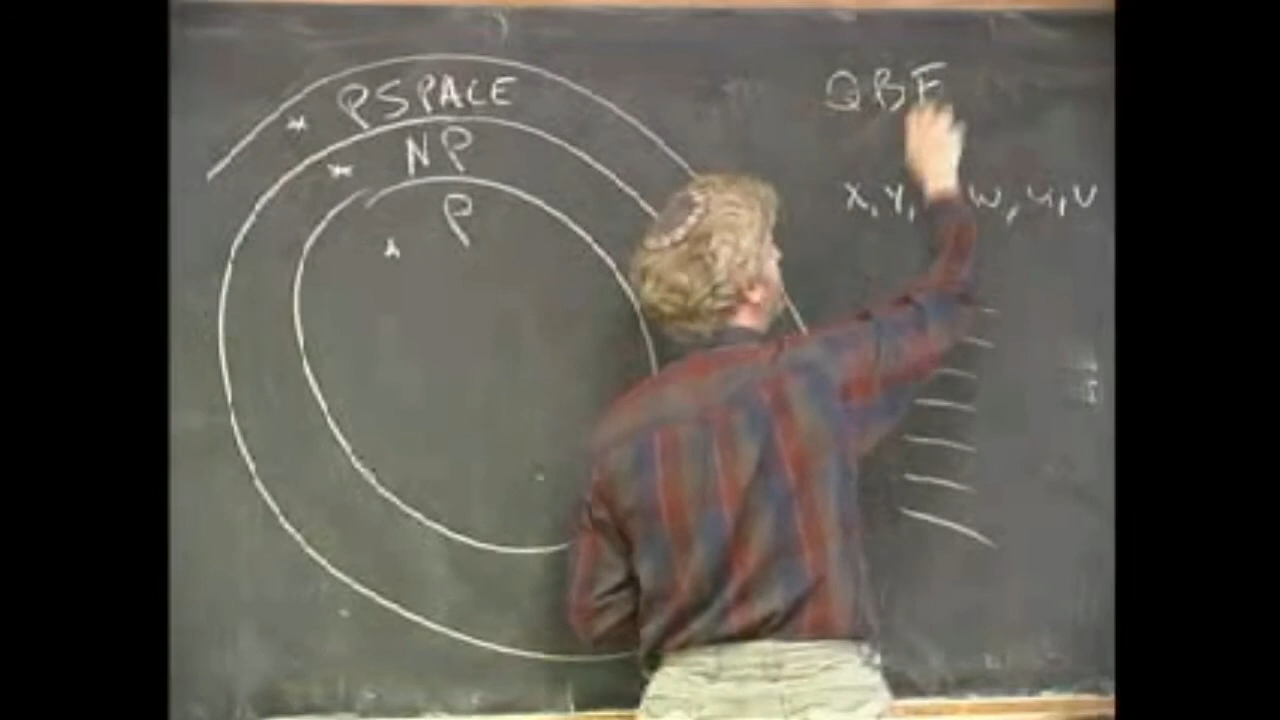 PSPACE
NP
P
QBF
x, y, w, u, v